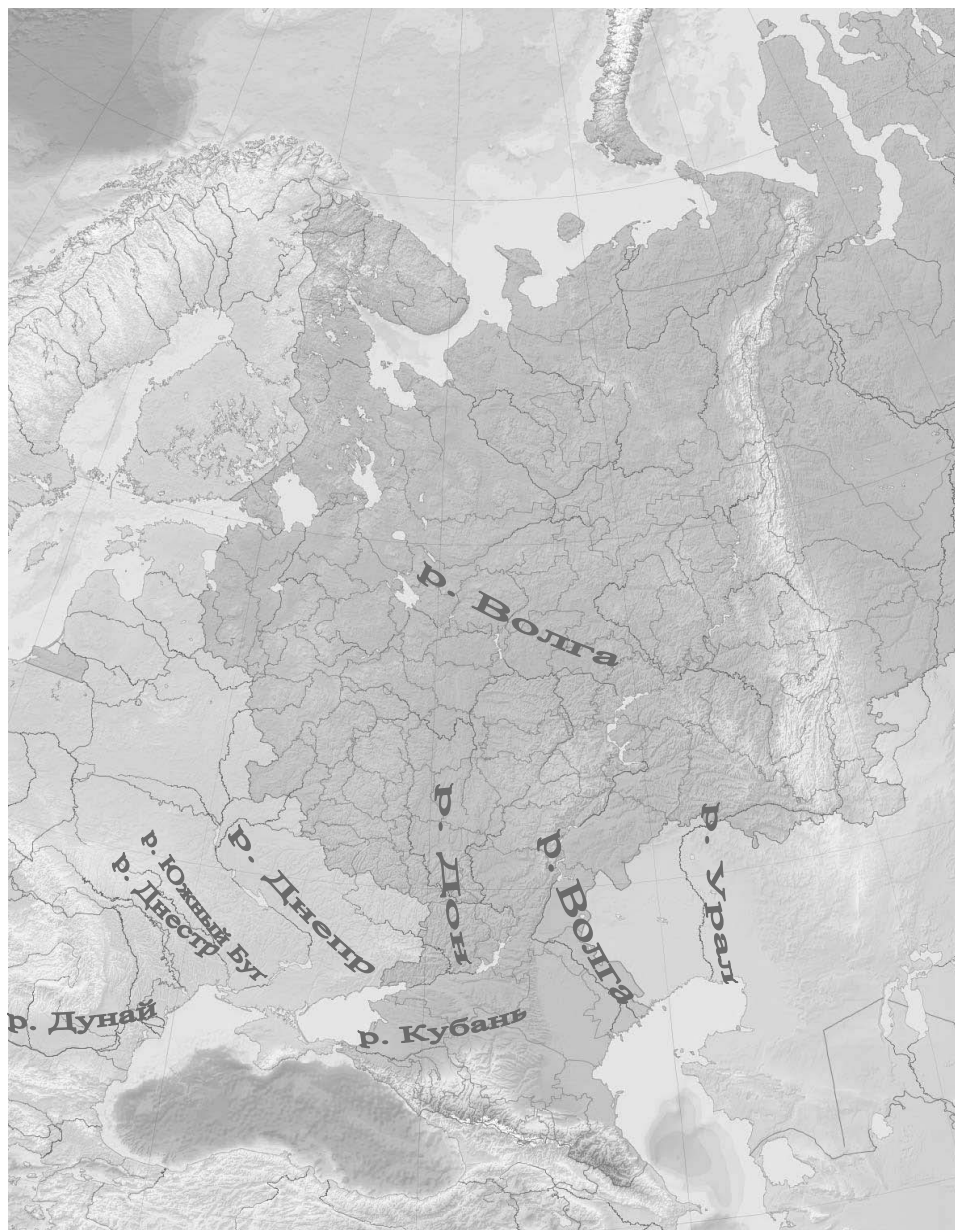 р. Волга
р. Дон
р. Урал
р. Южный Буг
р. Днепр
р. Волга
р. Днестр
р. Дунай
р. Кубань